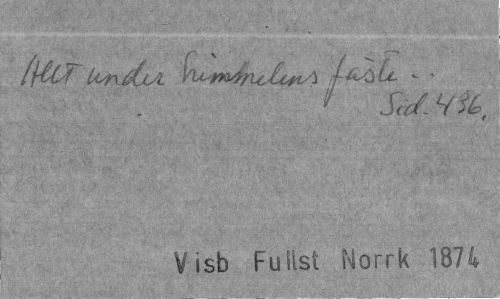 Allt under himmelens fäste..
Sid. 436.
Visb Fullst Norrk 1874